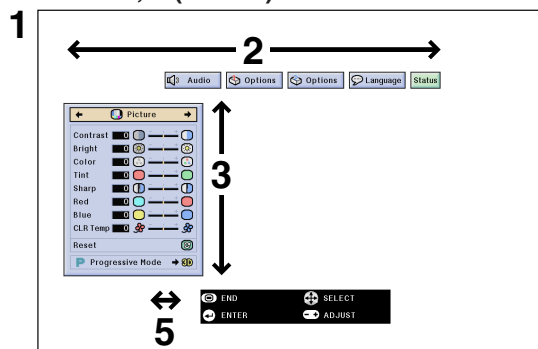 1
2
Audio Options Options Language Status
Picture
3
Contrast 0
Bright 0
Color 0
Tint 0
Sharp 0
Red 0
Blue 0
CLR Temp 0
Reset
P Progressive Mode 3D
END SELECT
ENTER ADJUST
5